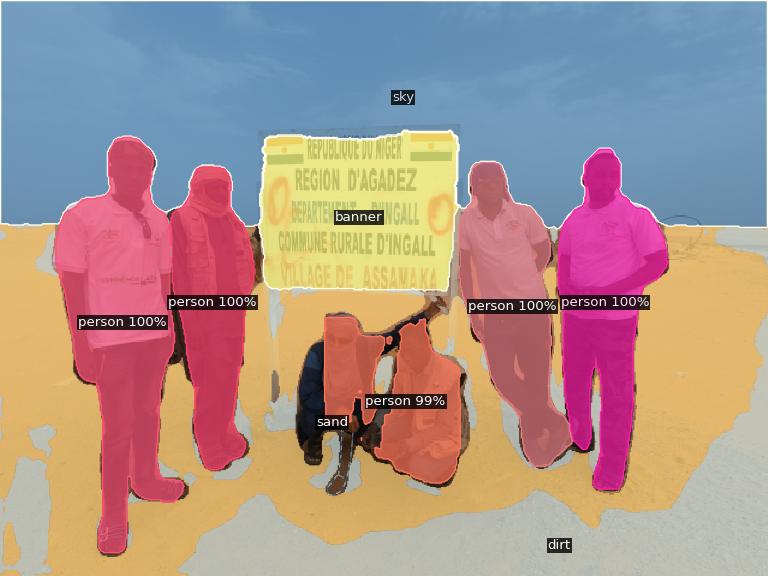 sky
REPUBLIQUE DU NIGER
REGION D'AGADEZ
DEPARTEMENT D'INGALL
banner
COMMUNE RURALE D'INGALL
VILLAGE DE ASSAMAKA
person 100%
person 100%
person 100%
person 100%
person 99%
sand
dirt